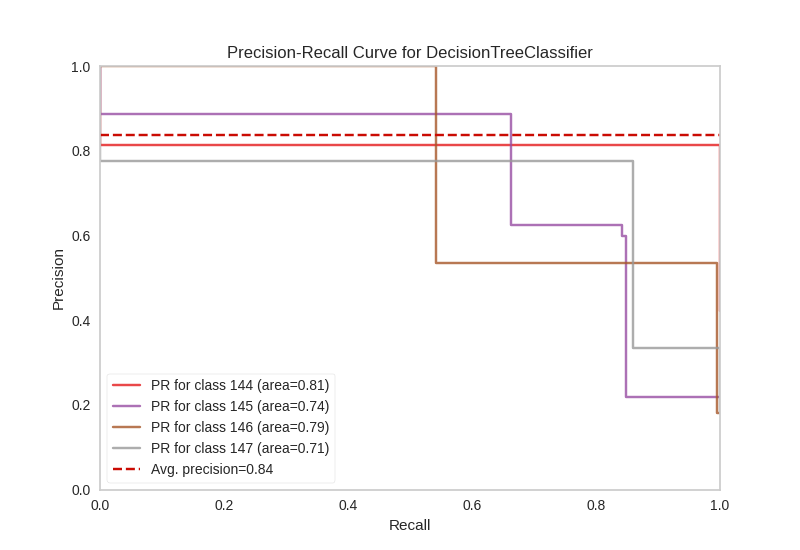 Precision-Recall Curve for DecisionTreeClassifier
1.0
0.8
0.6
0.4
0.2
0.0
Precision
PR for class 144 (area=0.81)
PR for class 145 (area=0.74)
PR for class 146 (area=0.79)
PR for class 147 (area=0.71)
Avg. precision=0.84
0.0 0.2 0.4 0.6 0.8 1.0
Recall